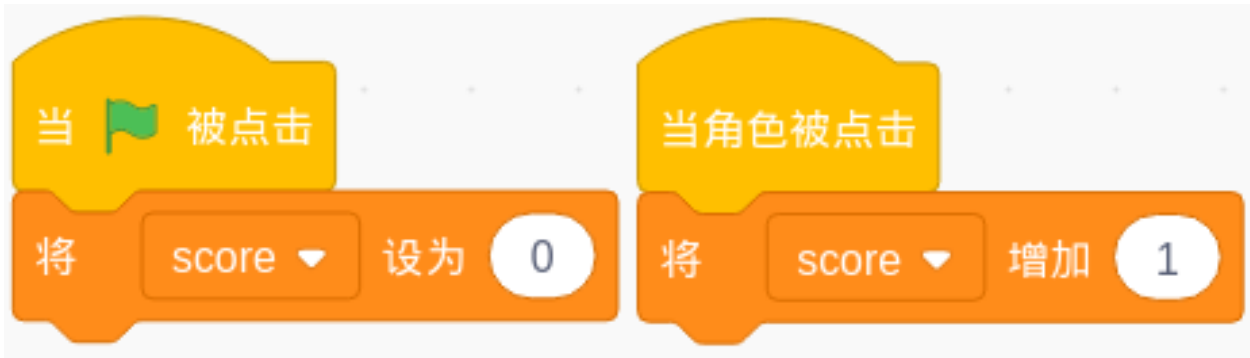 当 被点击
将 score 设为 0
当角色被点击
将 score 增加 1